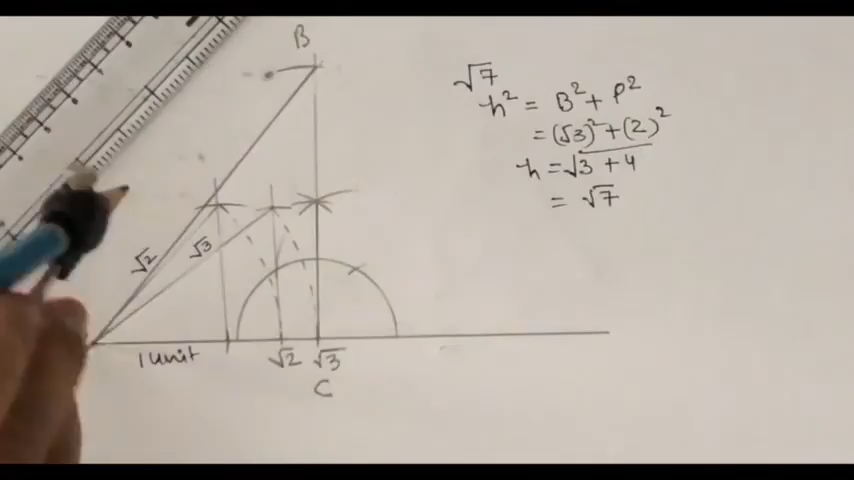 B
√7
h² = B² + P²
= (√3)² + (2)²
h = √3 + 4
= √7
√2
√3
1 unit
√2
√3
C